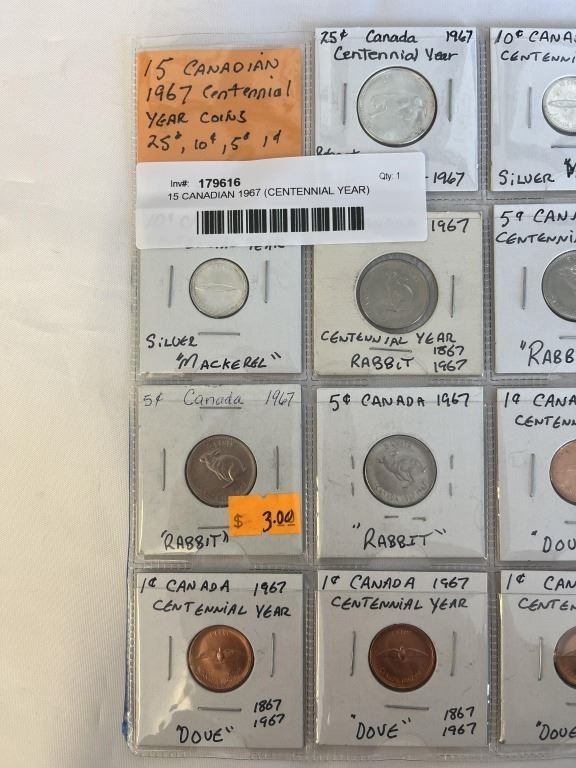 15 CANADIAN
1967 Centennial
YEAR COINS
25¢, 10¢, 5¢ 1¢
25¢ Canada 1967
Centennial Year
1967
10¢ CANA
CENTENNI
SILVER
Inv#: 179616 Qty: 1
15 CANADIAN 1967 (CENTENNIAL YEAR)
SILVER
"MACKEREL"
1967
CENTENNIAL YEAR
1867
RABBIT 1967
5¢ CANA
CENTENNIA
"RABB
5¢ Canada 1967
"RABBIT"
$ 3.00
5¢ CANADA 1967
"RABBIT"
1¢ CANA
CENTENN
"DOU
1¢ CANADA 1967
CENTENNIAL YEAR
1867
1967
"DOVE"
1¢ CANADA 1967
CENTENNIAL YEAR
1867
"DOVE" 1967
1¢ CAN
CENTEN
"DOVE